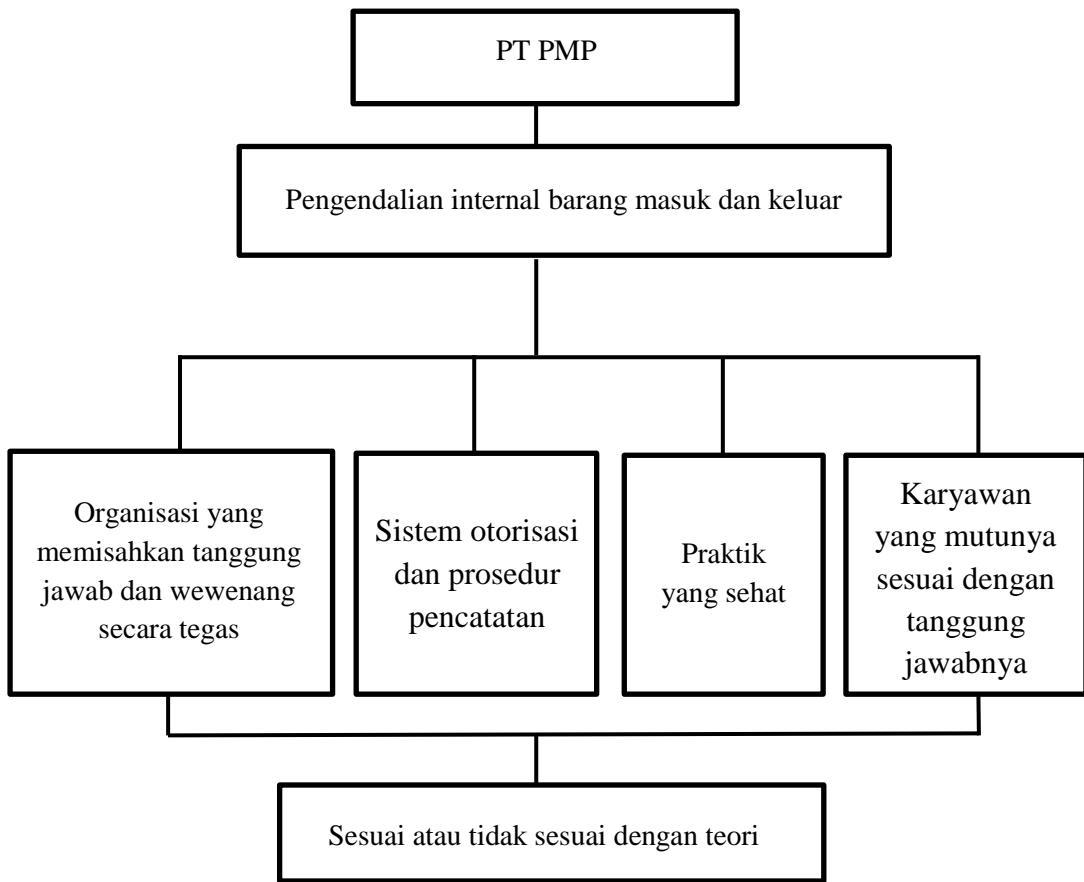 PT PMP
Pengendalian internal barang masuk dan keluar
Organisasi yang
memisahkan tanggung
jawab dan wewenang
secara tegas
Sistem otorisasi
dan prosedur
pencatatan
Praktik
yang sehat
Karyawan
yang mutunya
sesuai dengan
tanggung
jawabnya
Sesuai atau tidak sesuai dengan teori